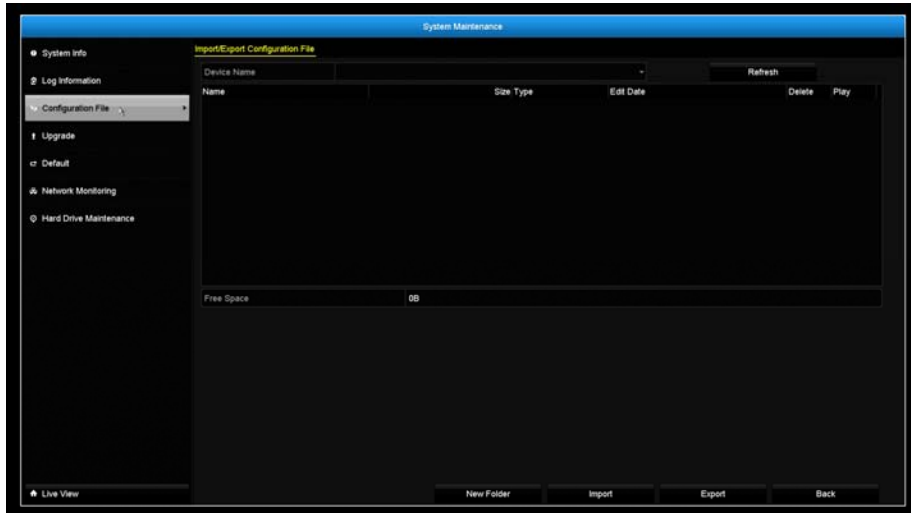 System Maintenance
System Info
Log Information
Configuration File
Upgrade
Default
Network Monitoring
Hard Drive Maintenance
Live View
Import/Export Configuration File
Device Name
Refresh
Name Size Type Edit Date Delete Play
Free Space 0B
New Folder Import Export Back